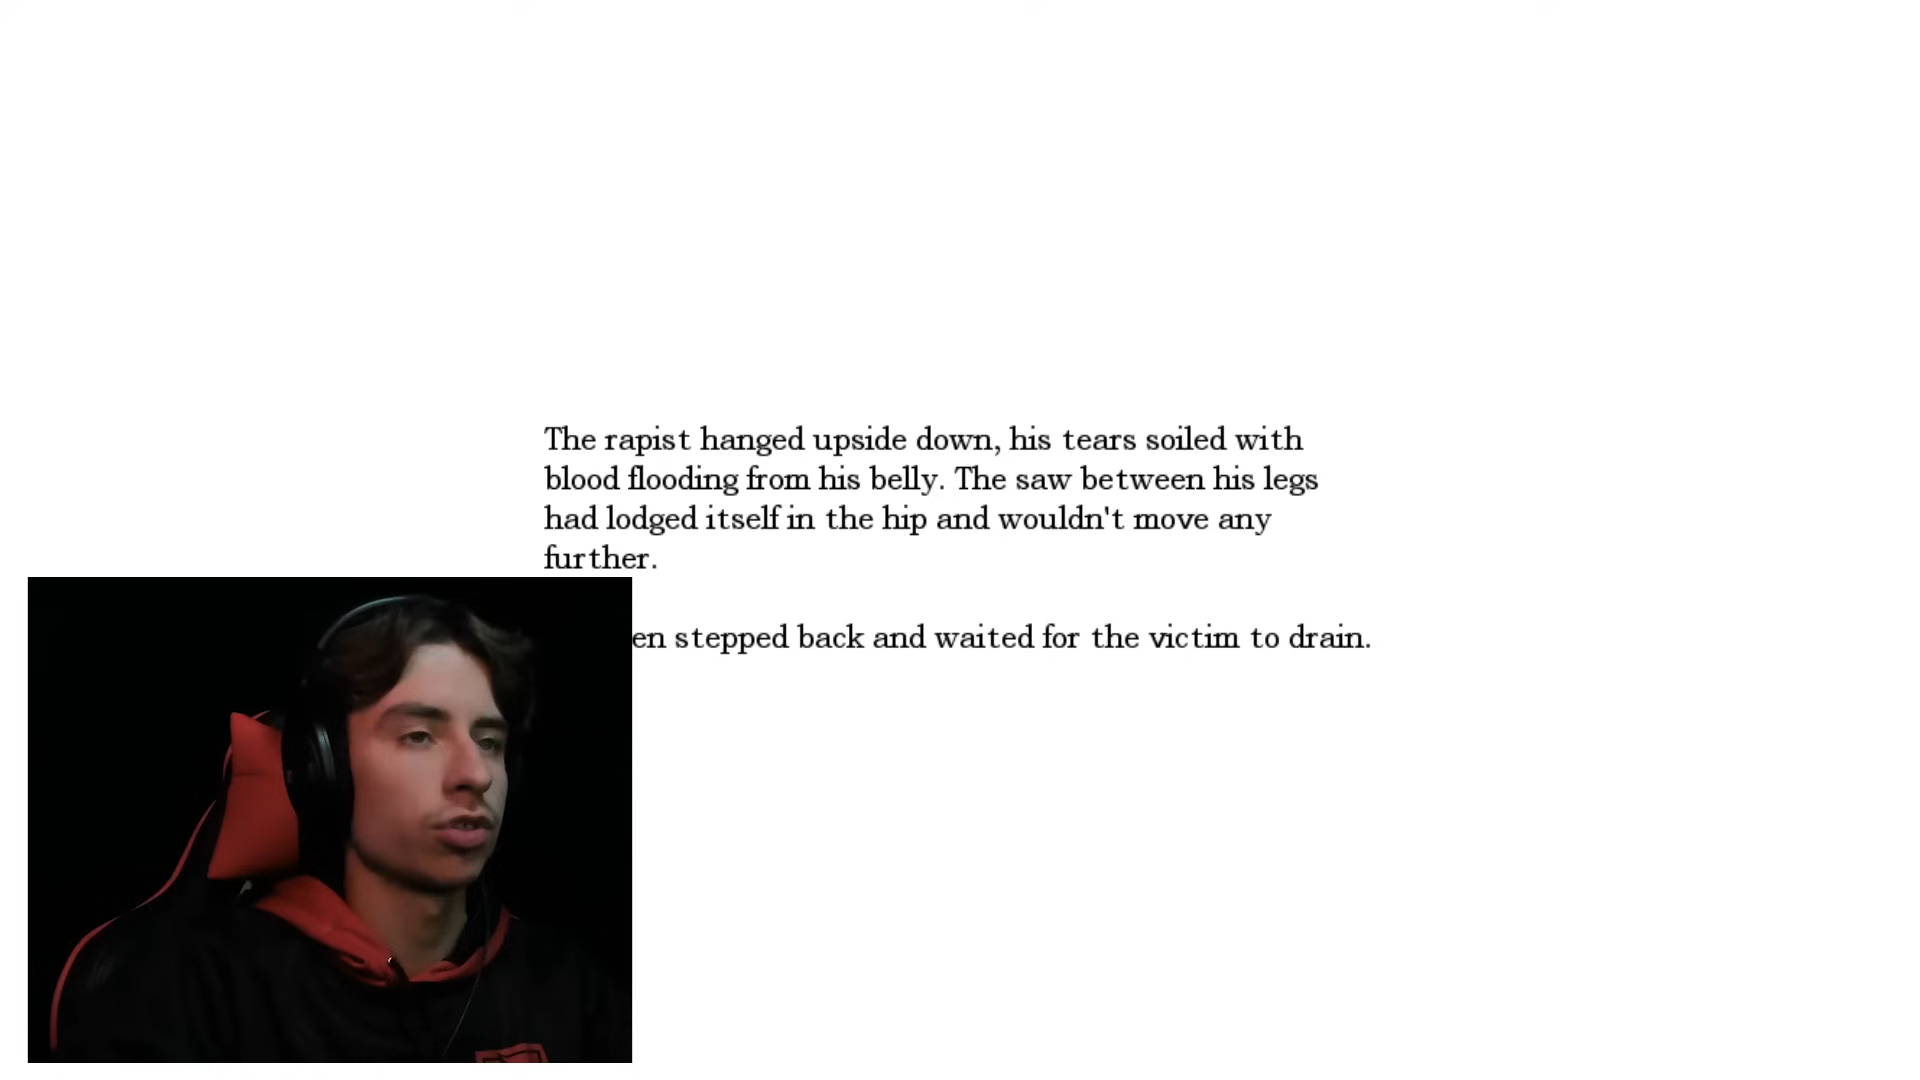 The rapist hanged upside down, his tears soiled with
blood flooding from his belly. The saw between his legs
had lodged itself in the hip and wouldn't move any
further.
stepped back and waited for the victim to drain.